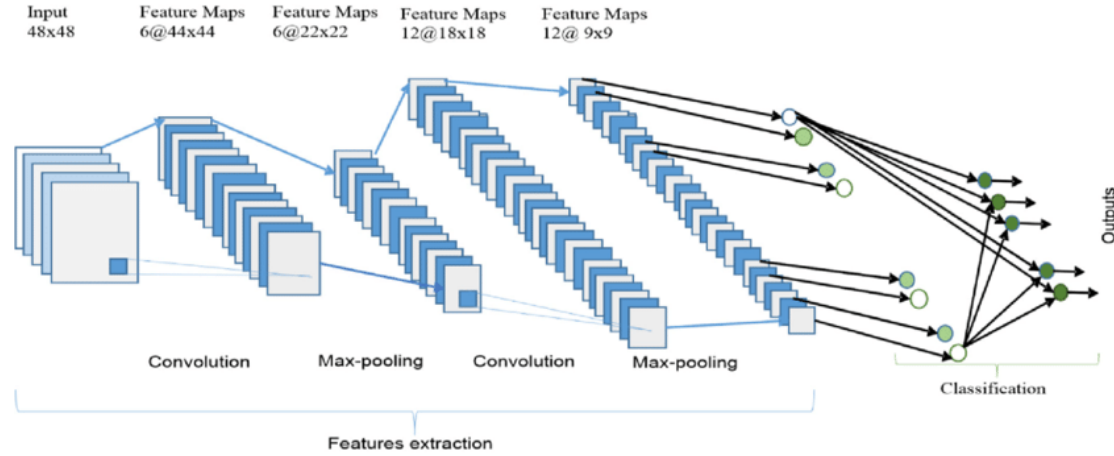 Input
48x48
Feature Maps
6@44x44
Feature Maps
6@22x22
Feature Maps
12@18x18
Feature Maps
12@ 9x9
Outputs
Convolution
Max-pooling
Convolution
Max-pooling
Classification
Features extraction